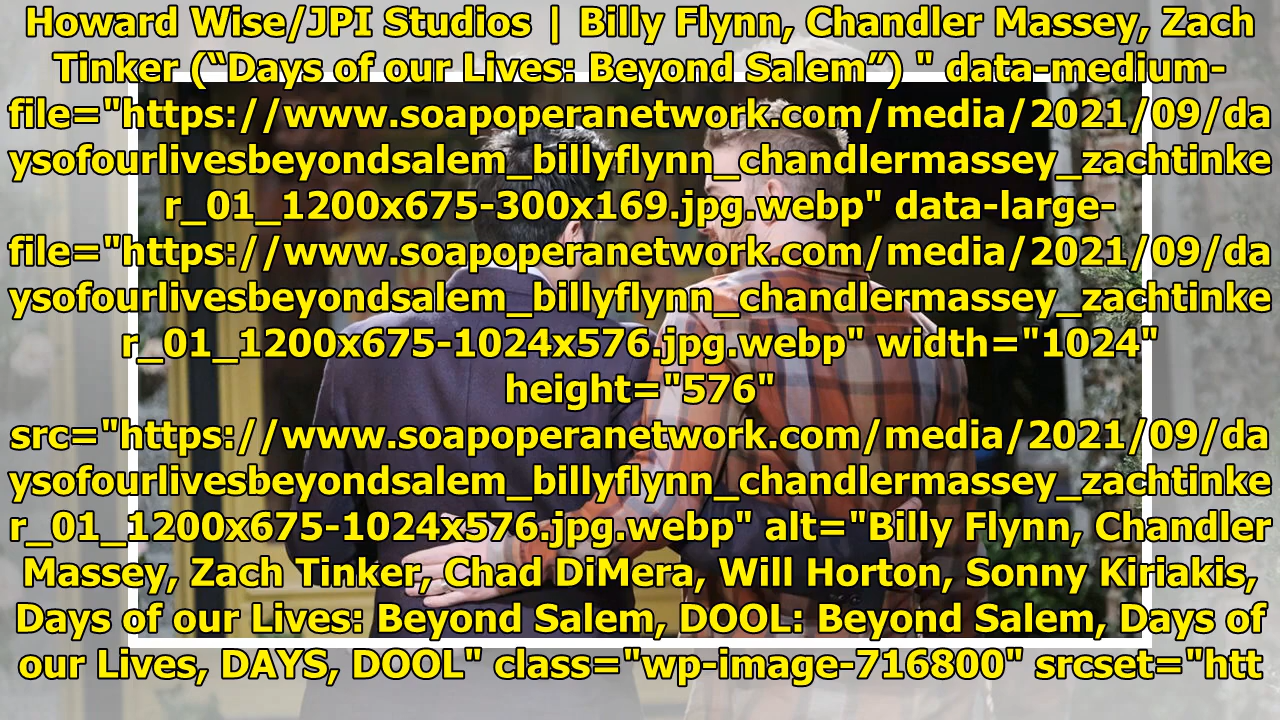 Howard Wise/JPI Studios | Billy Flynn, Chandler Massey, Zach
Tinker (“Days of our Lives: Beyond Salem”) " data-medium-
file="https://www.soapoperanetwork.com/media/2021/09/da
ysofourlivesbeyondsalem_billyflynn_chandlermassey_zachtinke
r_01_1200x675-300x169.jpg.webp" data-large-
file="https://www.soapoperanetwork.com/media/2021/09/da
ysofourlivesbeyondsalem_billyflynn_chandlermassey_zachtinke
r_01_1200x675-1024x576.jpg.webp" width="1024"
height="576"
src="https://www.soapoperanetwork.com/media/2021/09/da
ysofourlivesbeyondsalem_billyflynn_chandlermassey_zachtinke
r_01_1200x675-1024x576.jpg.webp" alt="Billy Flynn, Chandler
Massey, Zach Tinker, Chad DiMera, Will Horton, Sonny Kiriakis,
Days of our Lives: Beyond Salem, DOOL: Beyond Salem, Days of
our Lives, DAYS, DOOL" class="wp-image-716800" srcset="htt